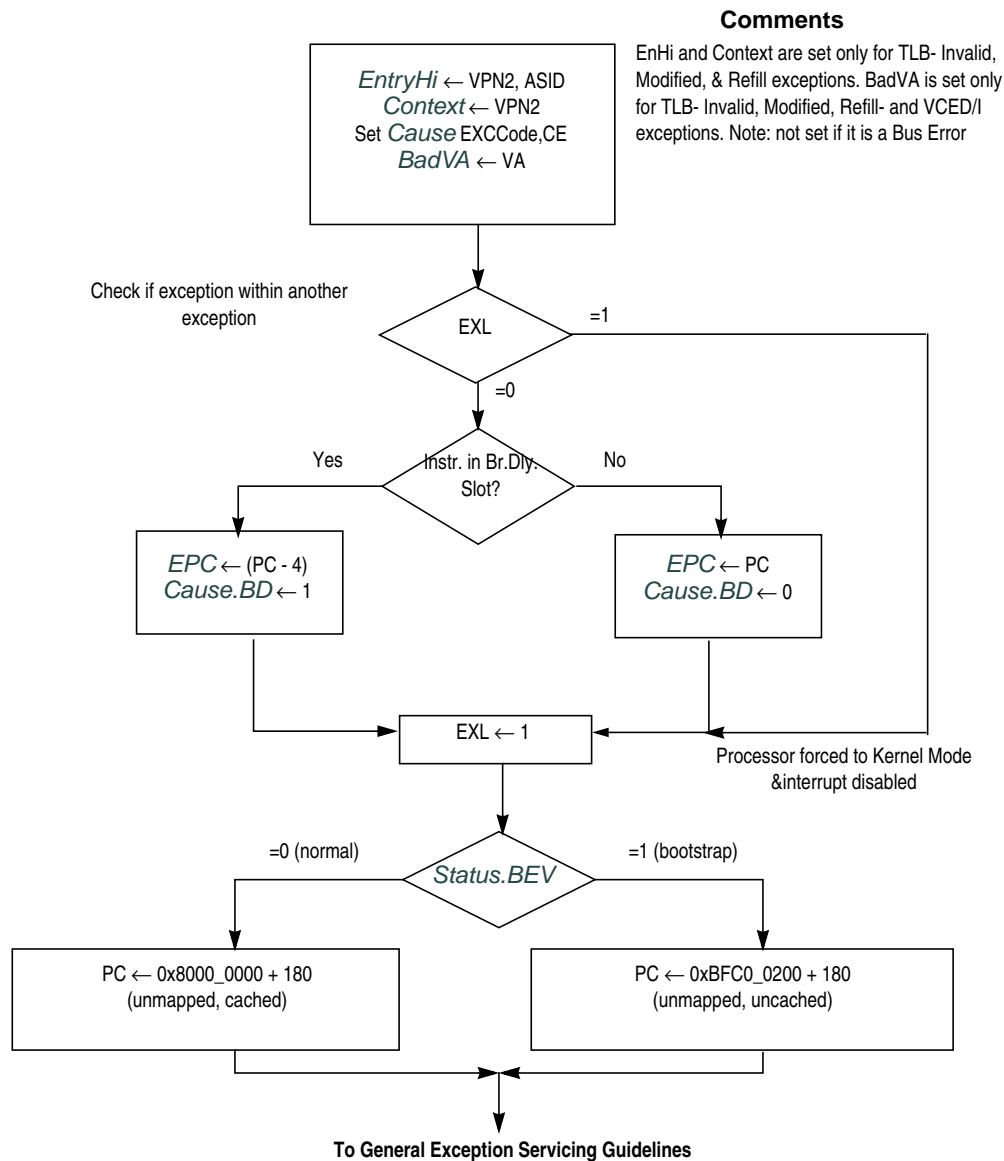 Comments
EnHi and Context are set only for TLB- Invalid,
Modified, & Refill exceptions. BadVA is set only
for TLB- Invalid, Modified, Refill- and VCED/I
exceptions. Note: not set if it is a Bus Error
EntryHi ← VPN2, ASID
Context ← VPN2
Set Cause EXCCode,CE
BadVA ← VA
Check if exception within another
exception
EXL
=1
=0
Instr. in Br.Dly.
Slot?
Yes
No
EPC ← (PC - 4)
Cause.BD ← 1
EPC ← PC
Cause.BD ← 0
EXL ← 1
Processor forced to Kernel Mode
&interrupt disabled
=0 (normal)
=1 (bootstrap)
Status.BEV
PC ← 0x8000_0000 + 180
(unmapped, cached)
PC ← 0xBFC0_0200 + 180
(unmapped, uncached)
To General Exception Servicing Guidelines